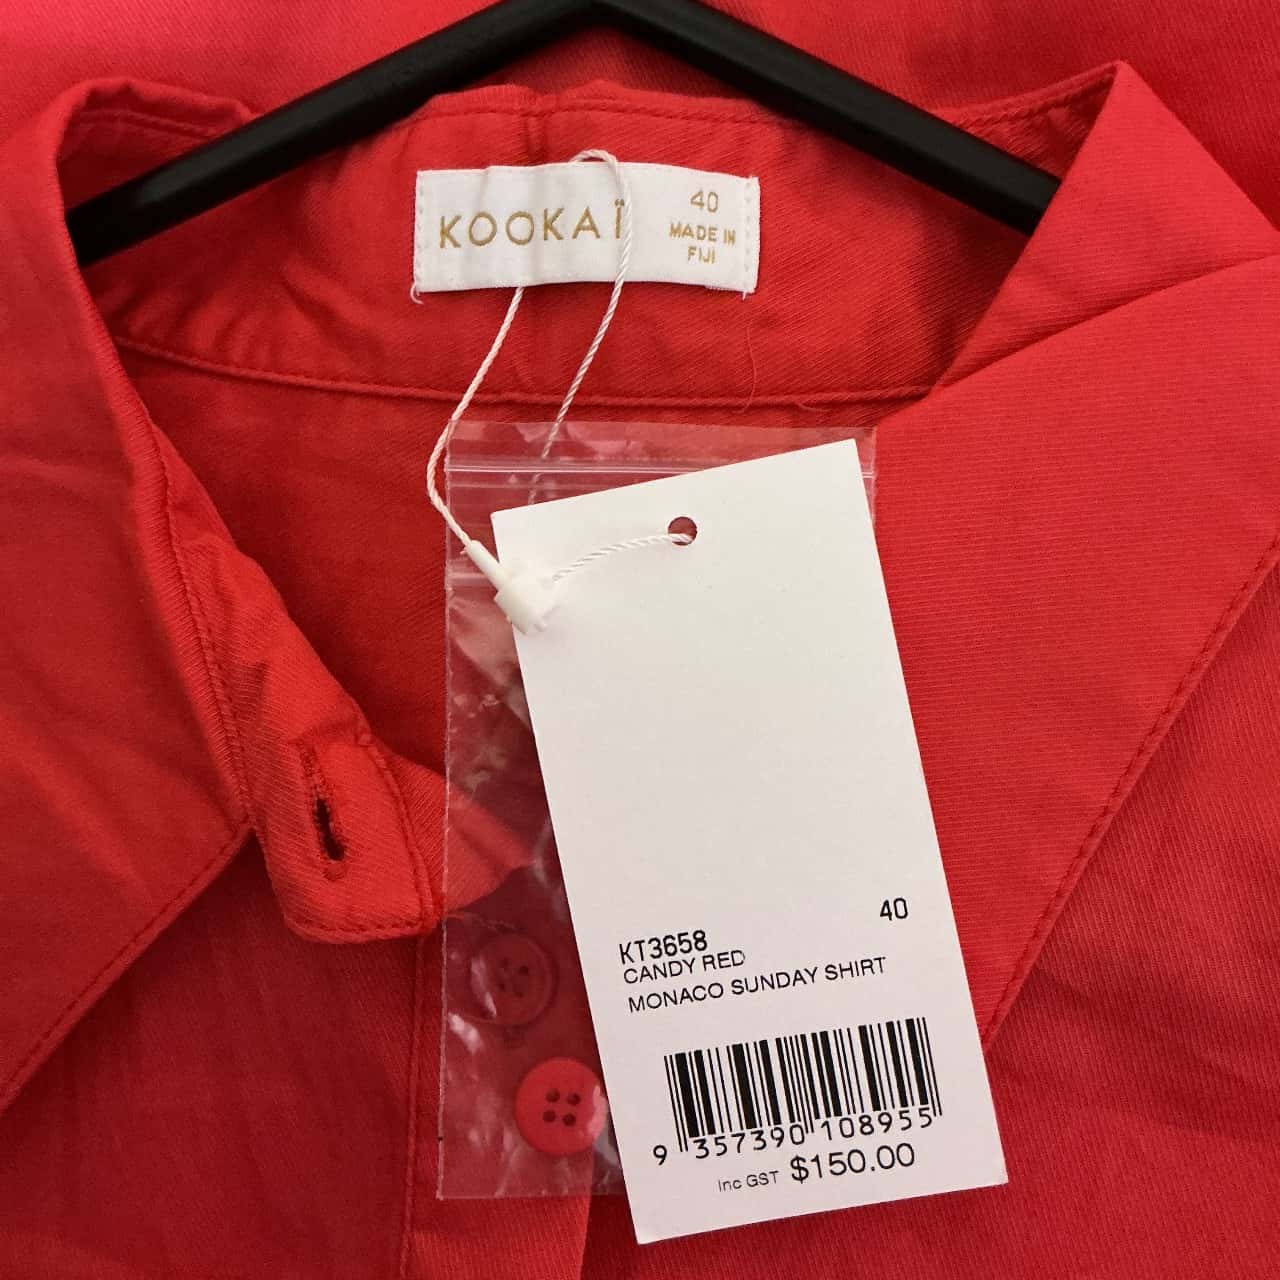 KOOKAÏ
40
MADE IN
FIJI
40
KT3658
CANDY RED
MONACO SUNDAY SHIRT
9 357390 108955
Inc GST $150.00